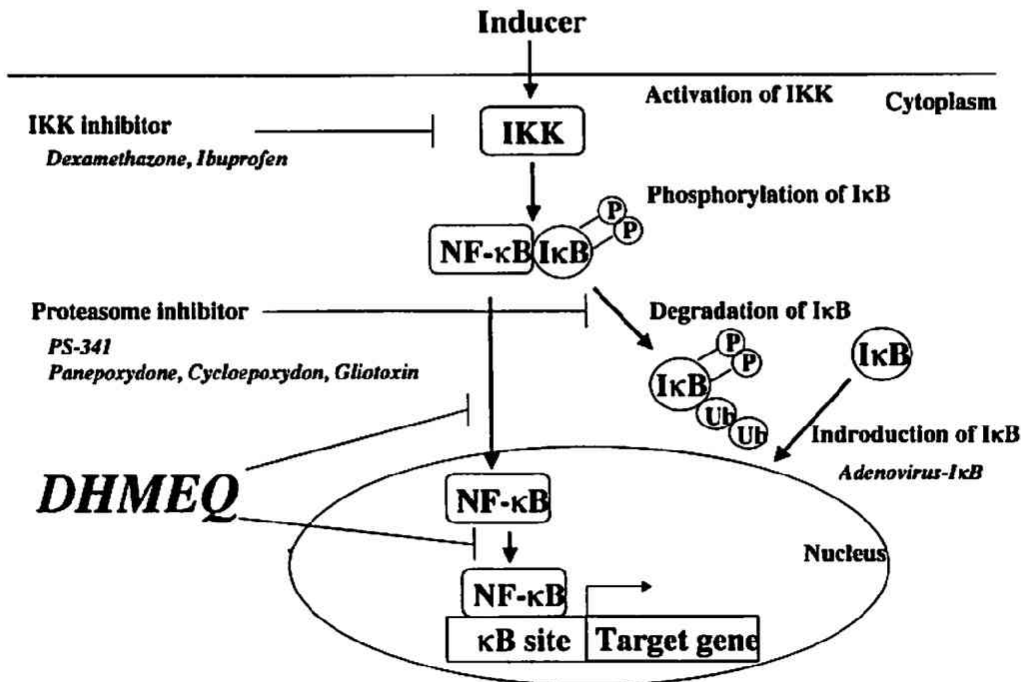 Inducer
Activation of IKK
Cytoplasm
IKK inhibitor
Dexamethazone, Ibuprofen
IKK
Phosphorylation of IκB
P
P
NF-κB
IκB
Proteasome inhibitor
PS-341
Panepoxydone, Cycloepoxydon, Gliotoxin
Degradation of IκB
P
P
IκB
Ub
Ub
IκB
Indroduction of IκB
Adenovirus-IκB
DHMEQ
NF-κB
Nucleus
NF-κB
κB site
Target gene